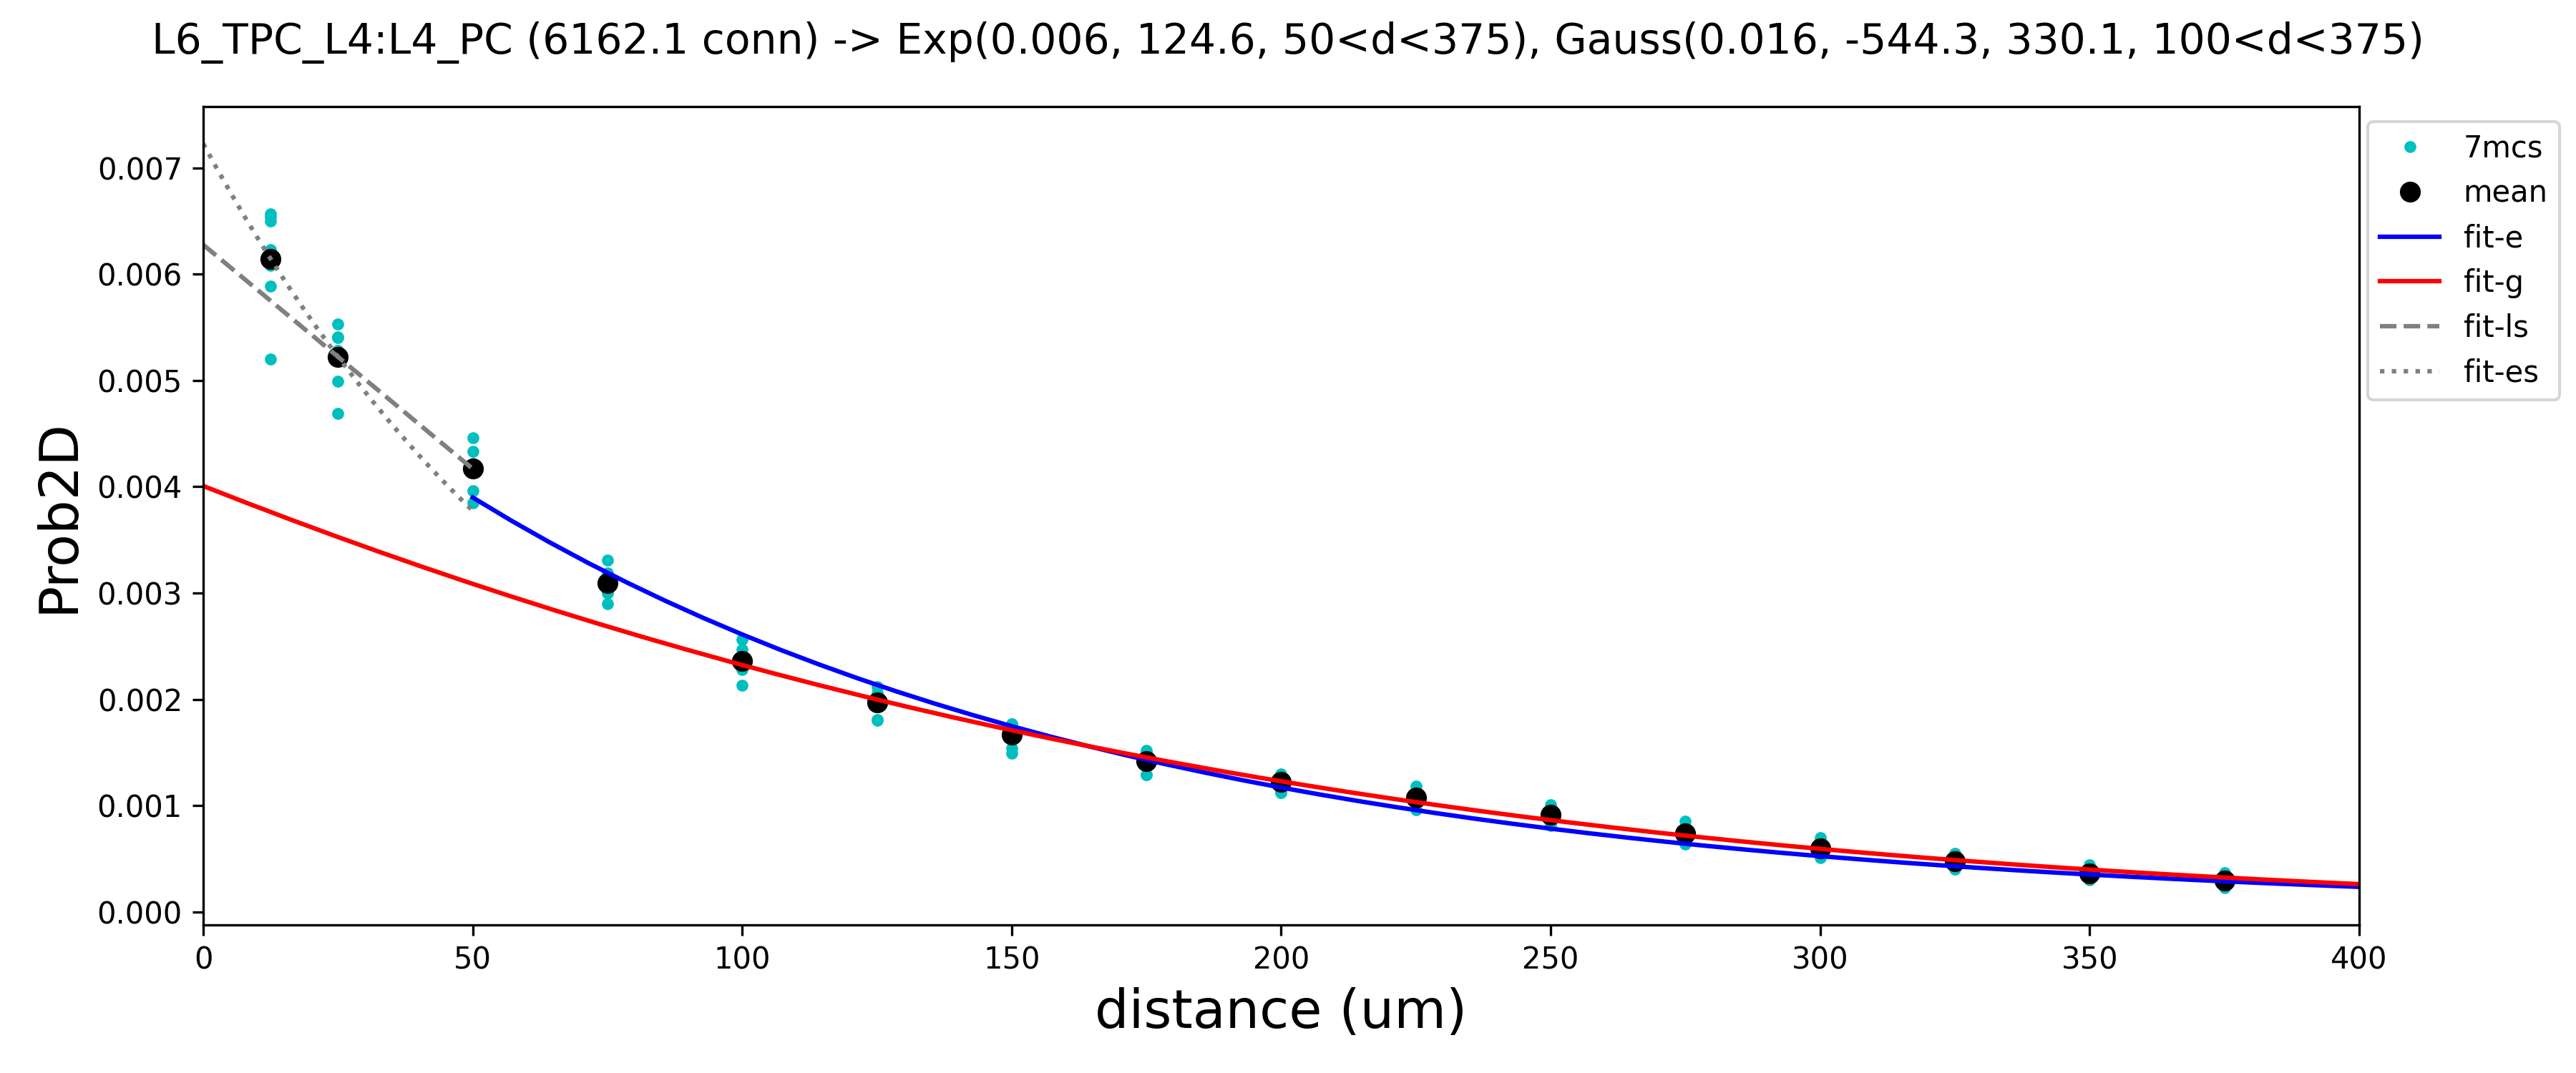 L6_TPC_L4:L4_PC (6162.1 conn) -> Exp(0.006, 124.6, 50<d<375), Gauss(0.016, -544.3, 330.1, 100<d<375)
7mcs
mean
fit-e
fit-g
fit-ls
fit-es
Prob2D
0.007
0.006
0.005
0.004
0.003
0.002
0.001
0.000
0 50 100 150 200 250 300 350 400
distance (um)